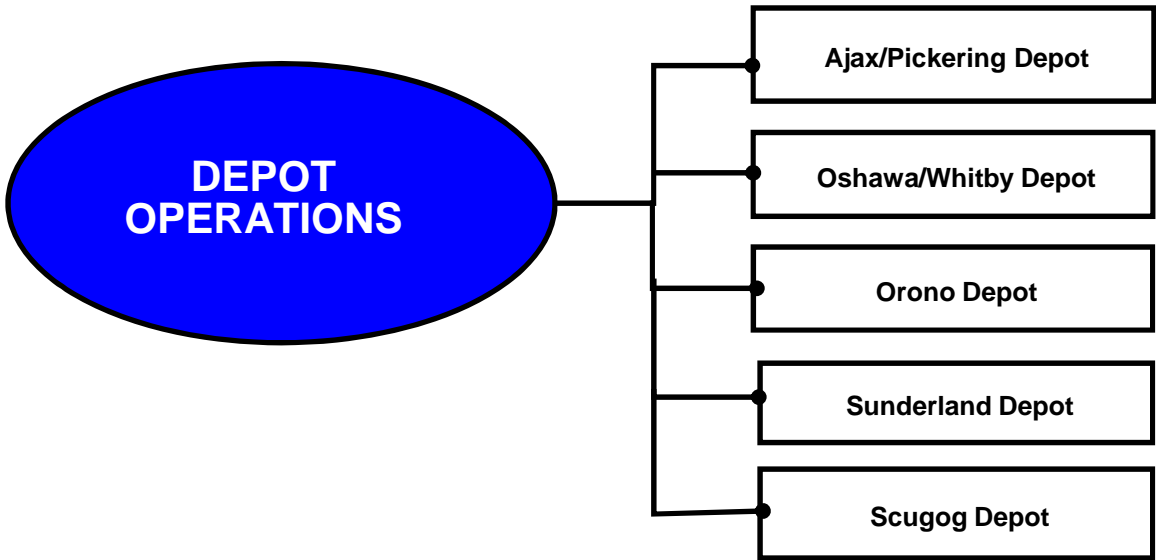 DEPOT
OPERATIONS
Ajax/Pickering Depot
Oshawa/Whitby Depot
Orono Depot
Sunderland Depot
Scugog Depot